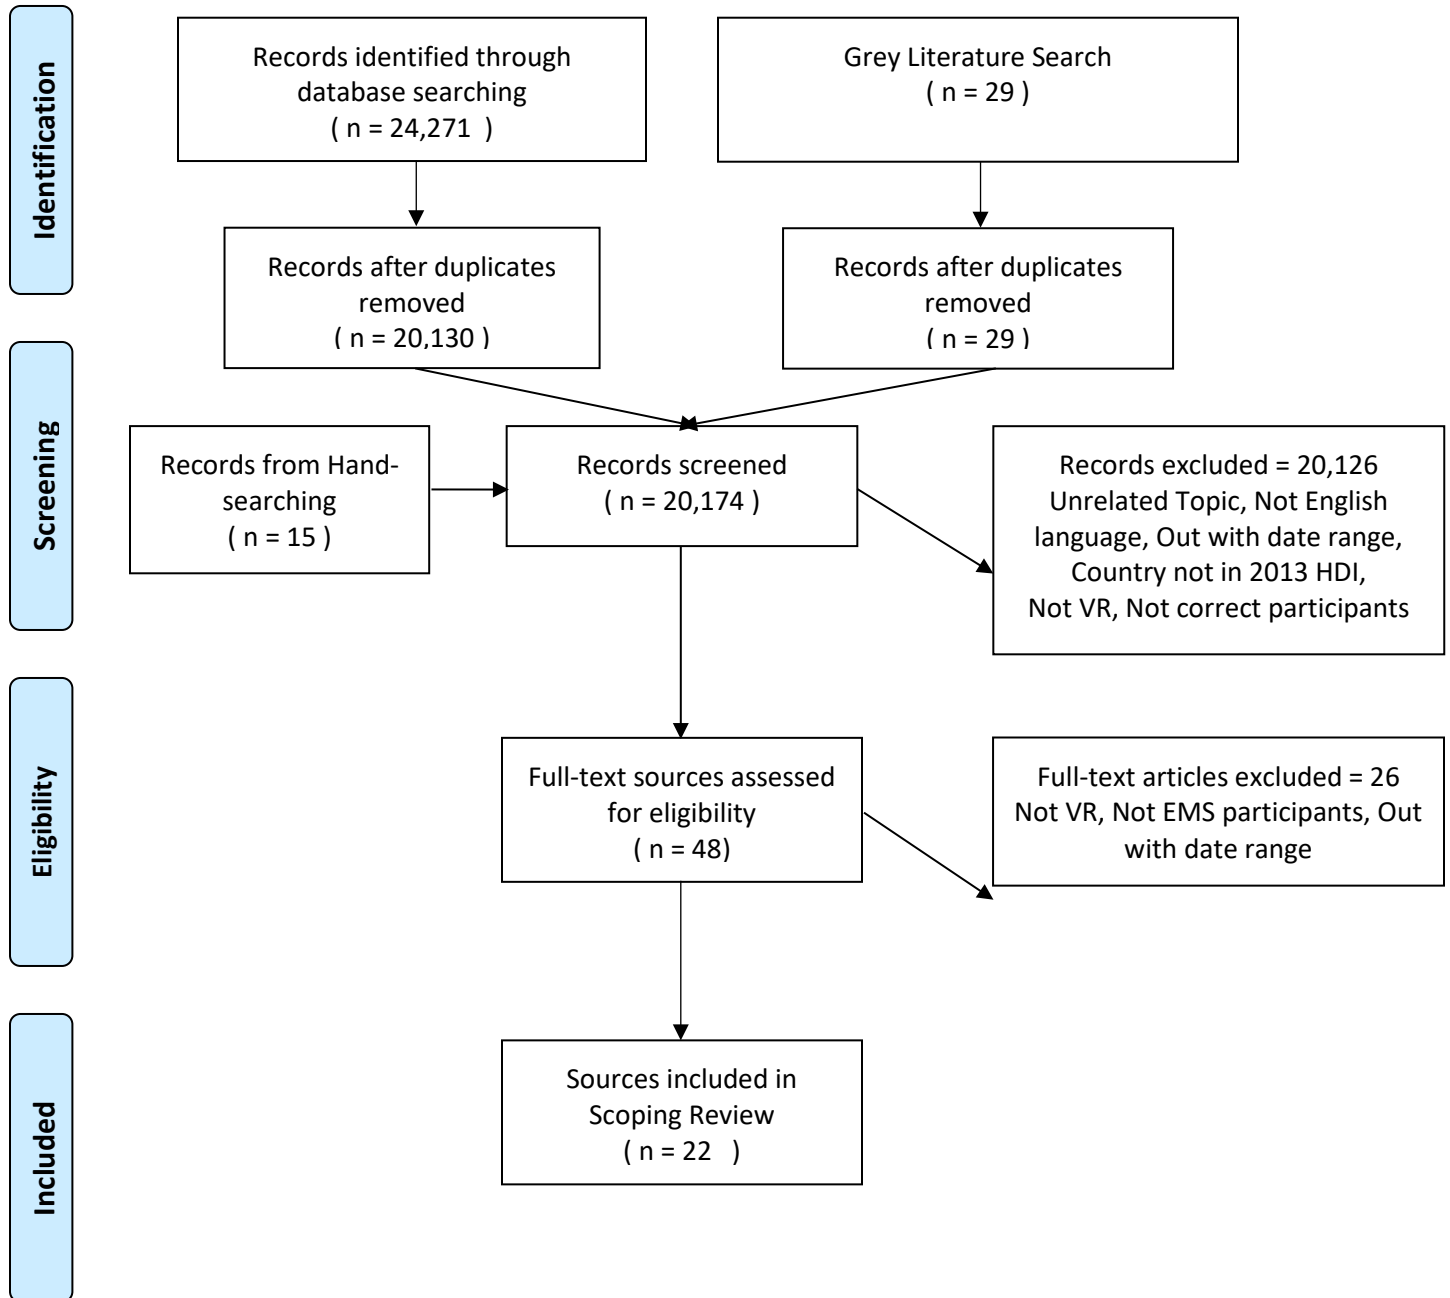 Identification
Records identified through
database searching
( n = 24,271  )
Grey Literature Search
( n = 29 )
Records after duplicates
removed
( n = 20,130 )
Records after duplicates
removed
( n = 29 )
Screening
Records from Hand-
searching
( n = 15 )
Records screened
( n = 20,174 )
Records excluded = 20,126
Unrelated Topic, Not English
language, Out with date range,
Country not in 2013 HDI,
Not VR, Not correct participants
Eligibility
Full-text sources assessed
for eligibility
( n = 48)
Full-text articles excluded = 26
Not VR, Not EMS participants, Out
with date range
Included
Sources included in
Scoping Review
( n = 22   )